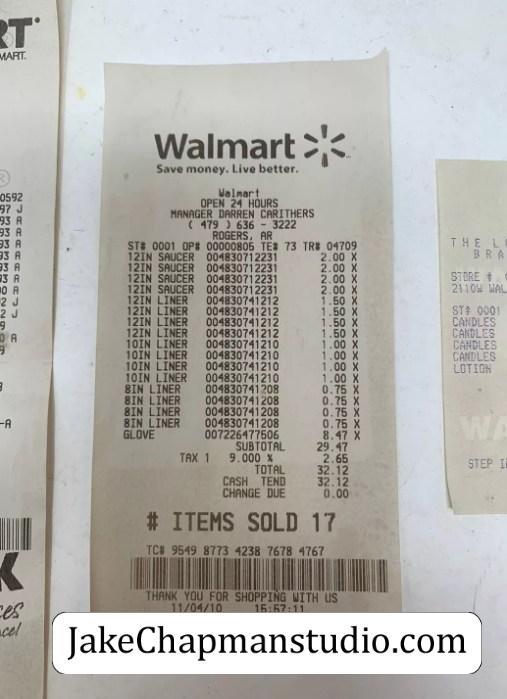 RT
MART.
0592
97 J
93 A
93 A
93 A
93 A
Walmart
Save money. Live better.
Walmart
OPEN 24 HOURS
MANAGER DARREN CARITHERS
( 479 ) 636 - 3222
ROGERS, AR
ST# 0001 OP# 00000805 TE# 73 TR# 04709
12IN SAUCER 004830712231 2.00 X
12IN SAUCER 004830712231 2.00 X
12IN SAUCER 004830712231 2.00 X
12IN SAUCER 004830712231 2.00 X
12IN LINER 004830741212 1.50 X
12IN LINER 004830741212 1.50 X
12IN LINER 004830741212 1.50 X
12IN LINER 004830741212 1.50 X
10IN LINER 004830741210 1.00 X
10IN LINER 004830741210 1.00 X
10IN LINER 004830741210 1.00 X
10IN LINER 004830741210 1.00 X
8IN LINER 004830741208 0.75 X
8IN LINER 004830741208 0.75 X
8IN LINER 004830741208 0.75 X
8IN LINER 004830741208 0.75 X
GLOVE 007226477506 8.47 X
SUBTOTAL 29.47
TAX 1 9.000 % 2.65
TOTAL 32.12
CASH TEND 32.12
CHANGE DUE 0.00
# ITEMS SOLD 17
TC# 9549 8773 4238 7678 4767
THANK YOU FOR SHOPPING WITH US
11/04/10 16:57:11
THE L
BRA
STORE #
2110W WAL
ST# 0001
CANDLES
CANDLES
CANDLES
CANDLES
LOTION
WA
STEP I
JakeChapmanstudio.com